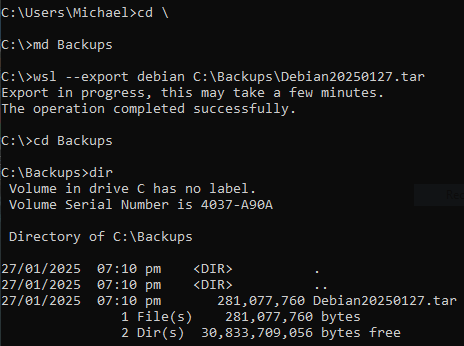 C:\Users\Michael>cd \
C:\>md Backups
C:\>wsl --export debian C:\Backups\Debian20250127.tar
Export in progress, this may take a few minutes.
The operation completed successfully.
C:\>cd Backups
C:\Backups>dir
 Volume in drive C has no label.
 Volume Serial Number is 4037-A90A
 Directory of C:\Backups
27/01/2025  07:10 pm    <DIR>          .
27/01/2025  07:10 pm    <DIR>          ..
27/01/2025  07:10 pm       281,077,760 Debian20250127.tar
               1 File(s)    281,077,760 bytes
               2 Dir(s)  30,833,709,056 bytes free